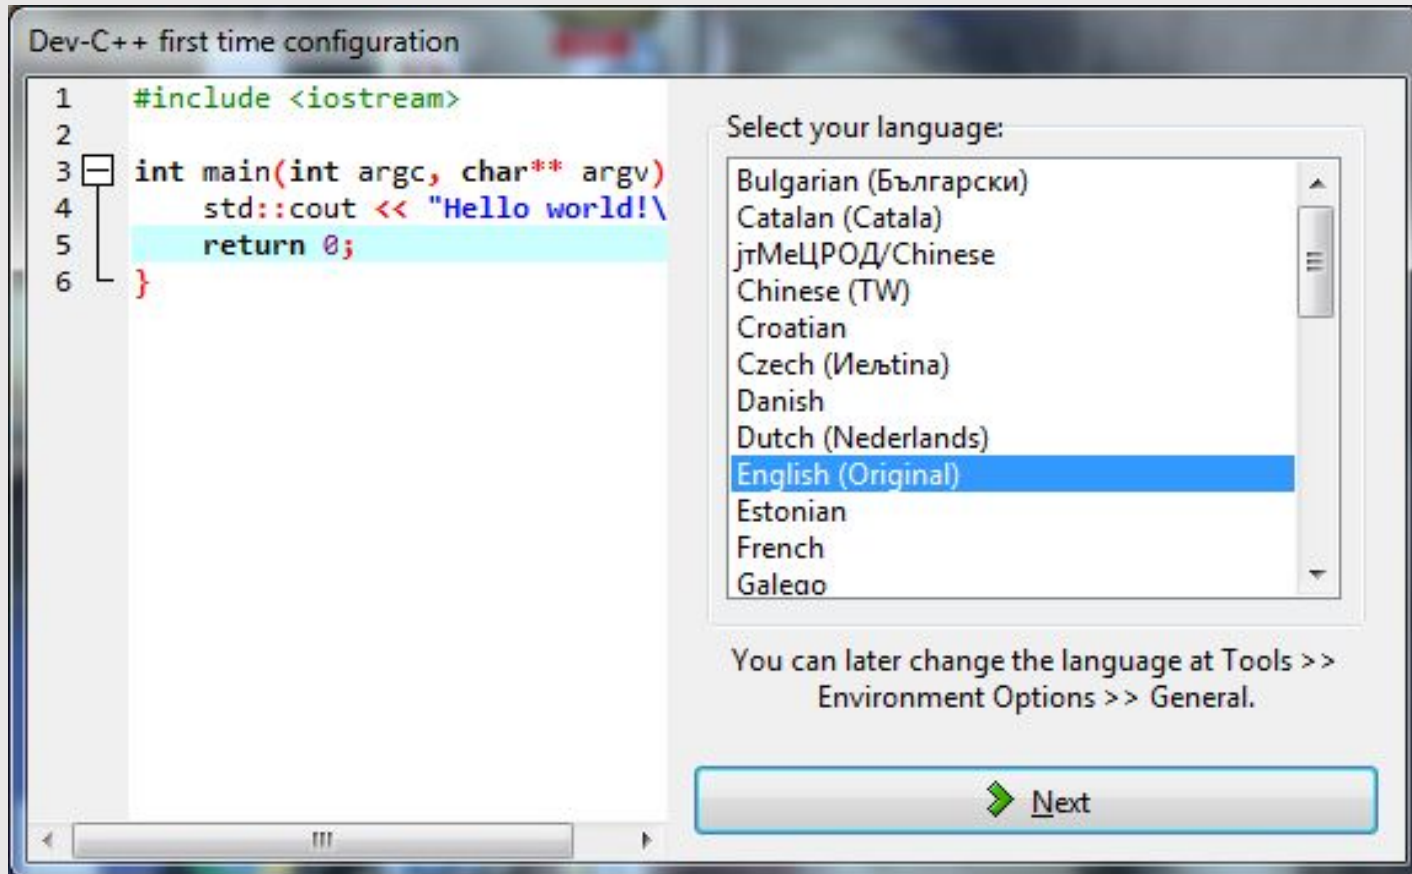 Dev-C++ first time configuration
1 #include <iostream>
2
3 int main(int argc, char** argv)
4 std::cout << "Hello world!\
5 return 0;
6 }
Select your language:
Bulgarian (Български)
Catalan (Catala)
јтМеЦРОД/Chinese
Chinese (TW)
Croatian
Czech (Иељtina)
Danish
Dutch (Nederlands)
English (Original)
Estonian
French
Galego
You can later change the language at Tools >>
Environment Options >> General.
Next